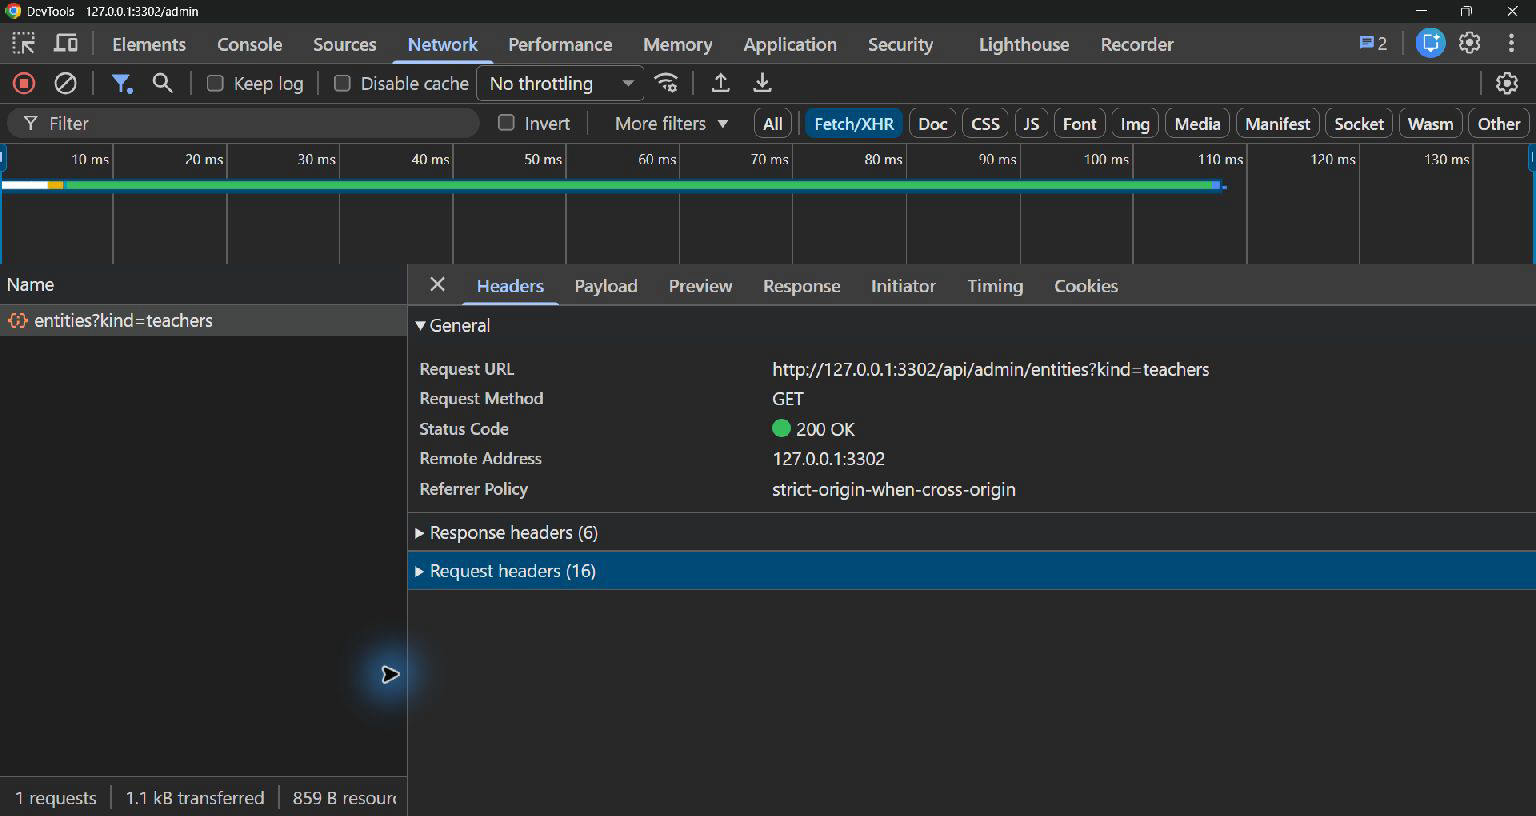 DevTools 127.0.0.1:3302/admin
Elements Console Sources Network Performance Memory Application Security Lighthouse Recorder 2
Keep log Disable cache No throttling
Filter Invert More filters All Fetch/XHR Doc CSS JS Font Img Media Manifest Socket Wasm Other
10 ms 20 ms 30 ms 40 ms 50 ms 60 ms 70 ms 80 ms 90 ms 100 ms 110 ms 120 ms 130 ms
Name
entities?kind=teachers
Headers Payload Preview Response Initiator Timing Cookies
General
Request URL http://127.0.0.1:3302/api/admin/entities?kind=teachers
Request Method GET
Status Code 200 OK
Remote Address 127.0.0.1:3302
Referrer Policy strict-origin-when-cross-origin
Response headers (6)
Request headers (16)
1 requests 1.1 kB transferred 859 B resourc